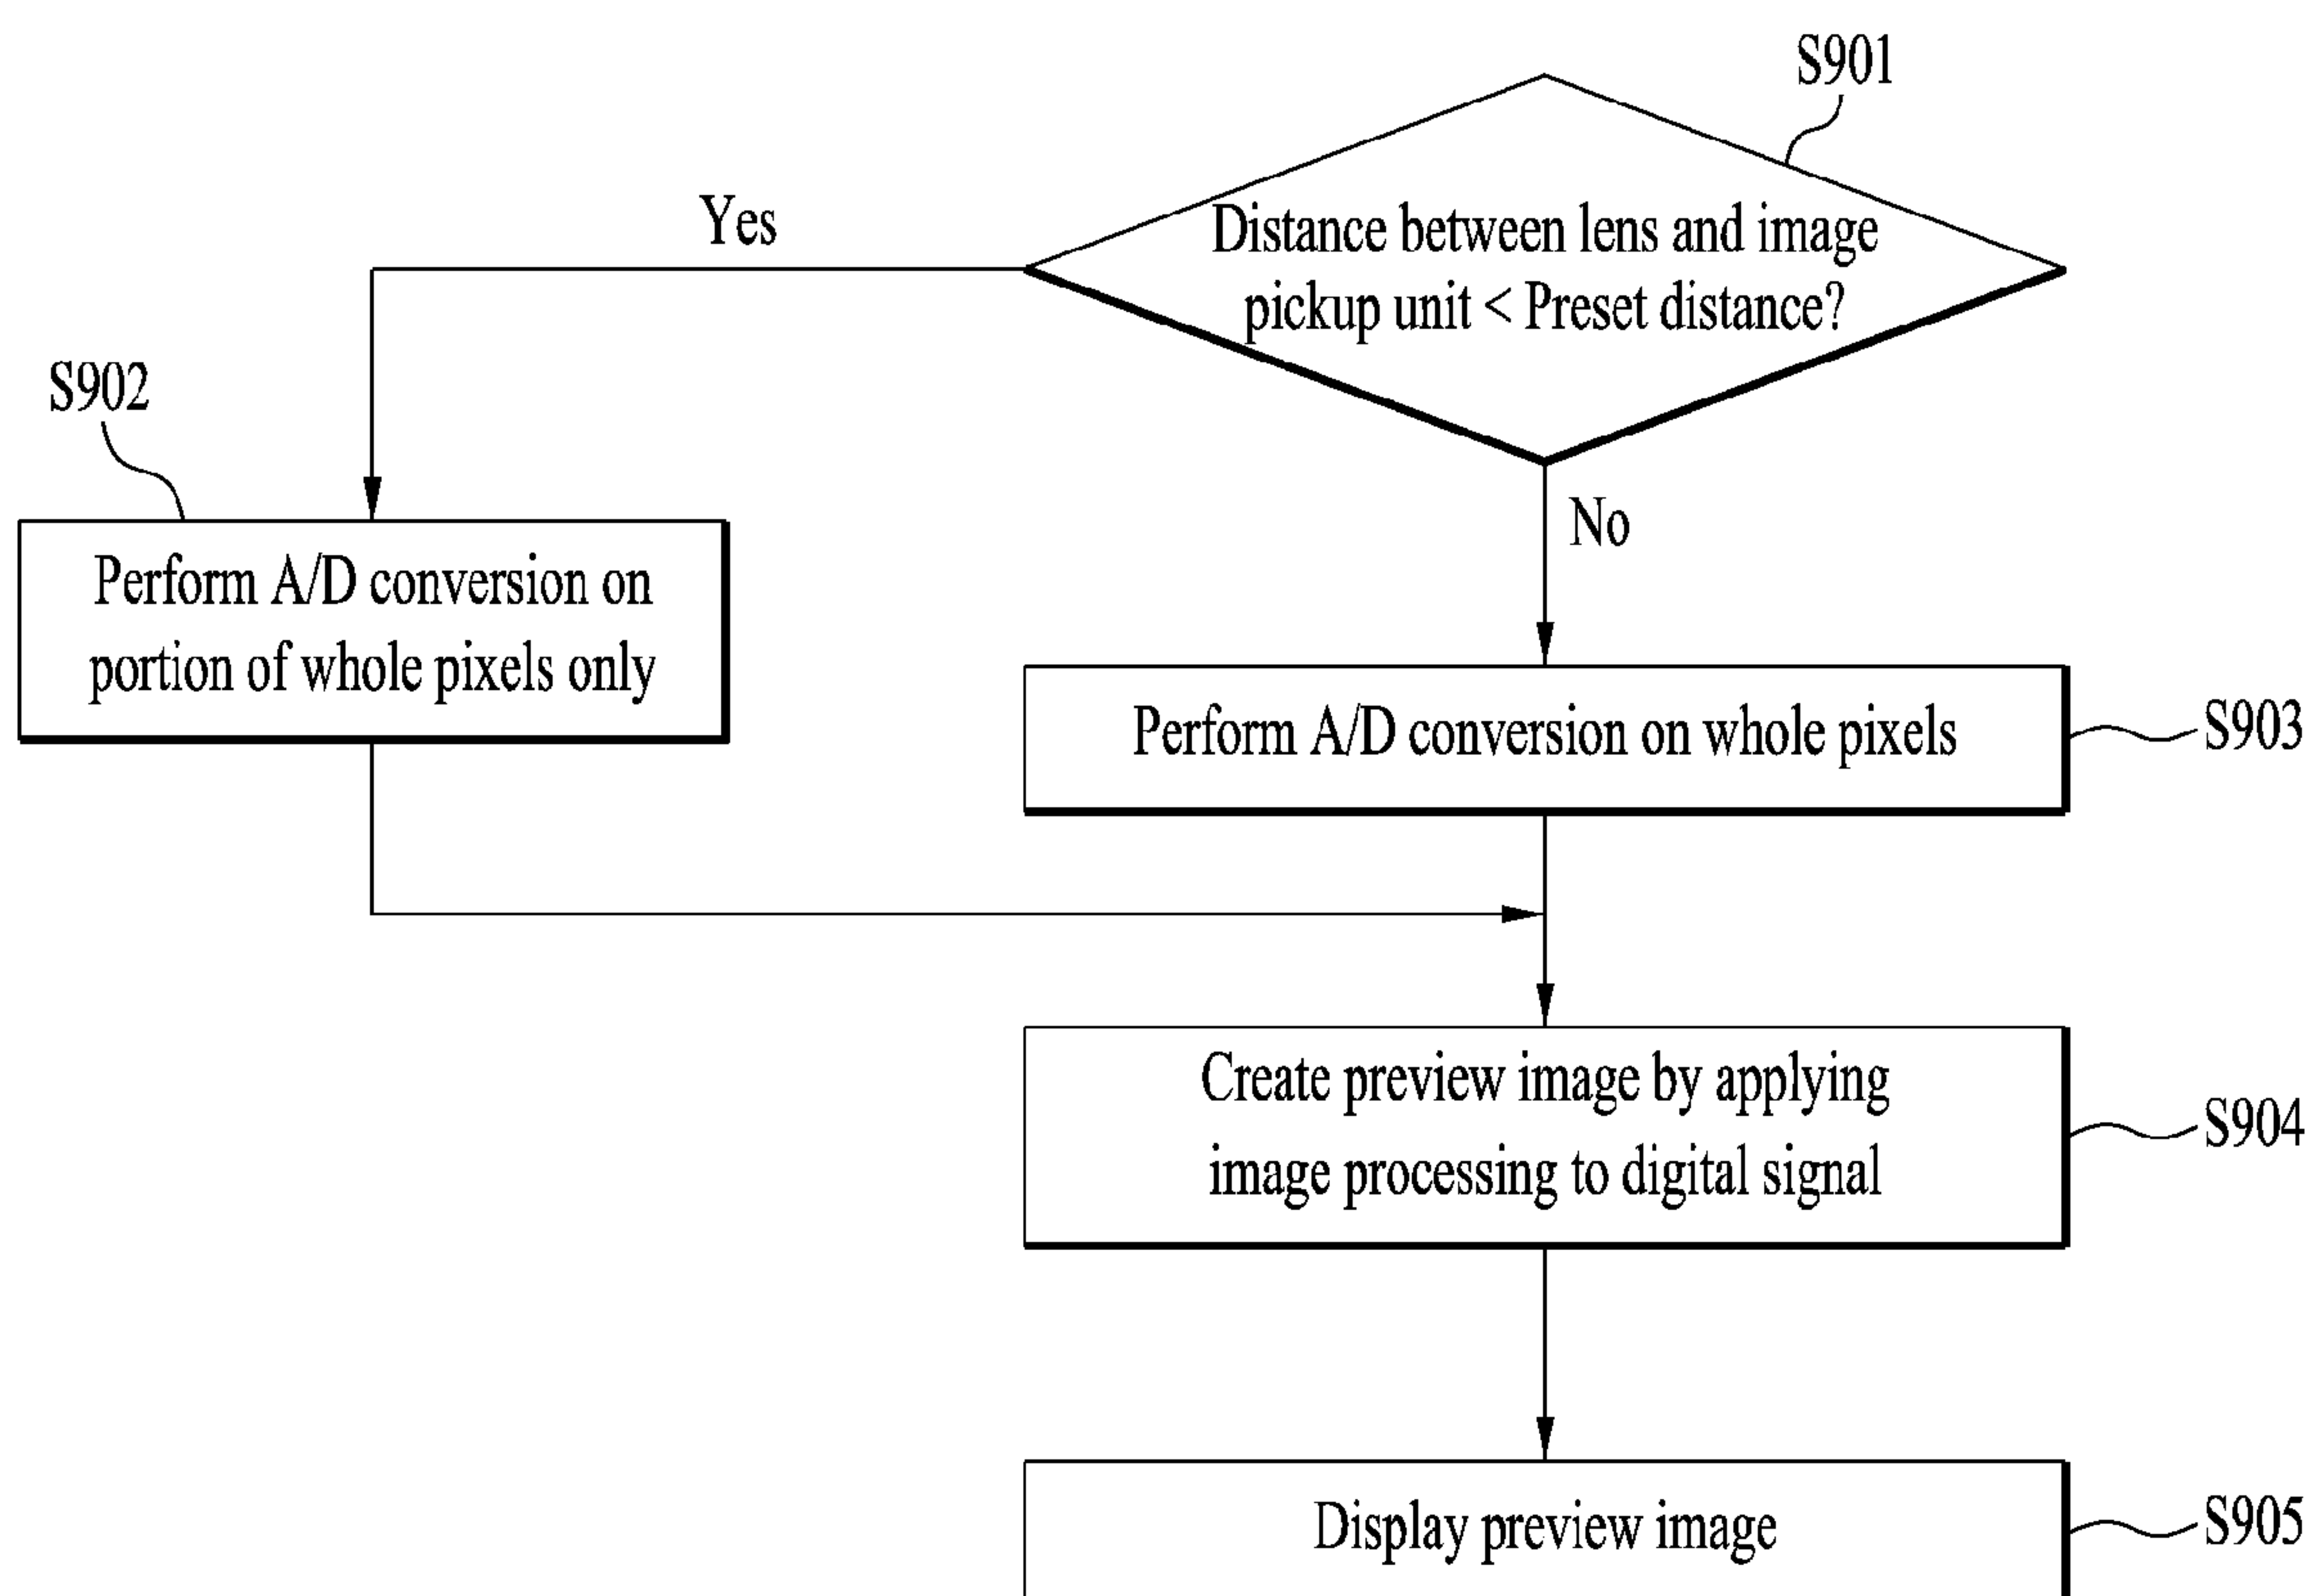 S901
Distance between lens and image
pickup unit < Preset distance?
Yes
No
S902
Perform A/D conversion on
portion of whole pixels only
Perform A/D conversion on whole pixels
S903
Create preview image by applying
image processing to digital signal
S904
Display preview image
S905